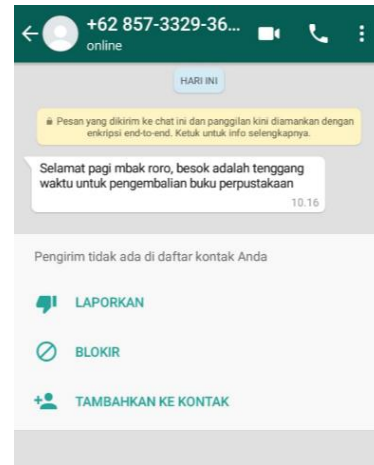 +62 857-3329-36...
online
HARI INI
Pesan yang dikirim ke chat ini dan panggilan kini diamankan dengan
enkripsi end-to-end. Ketuk untuk info selengkapnya.
Selamat pagi mbak roro, besok adalah tenggang
waktu untuk pengembalian buku perpustakaan
10.16
Pengirim tidak ada di daftar kontak Anda
LAPORKAN
BLOKIR
TAMBAHKAN KE KONTAK